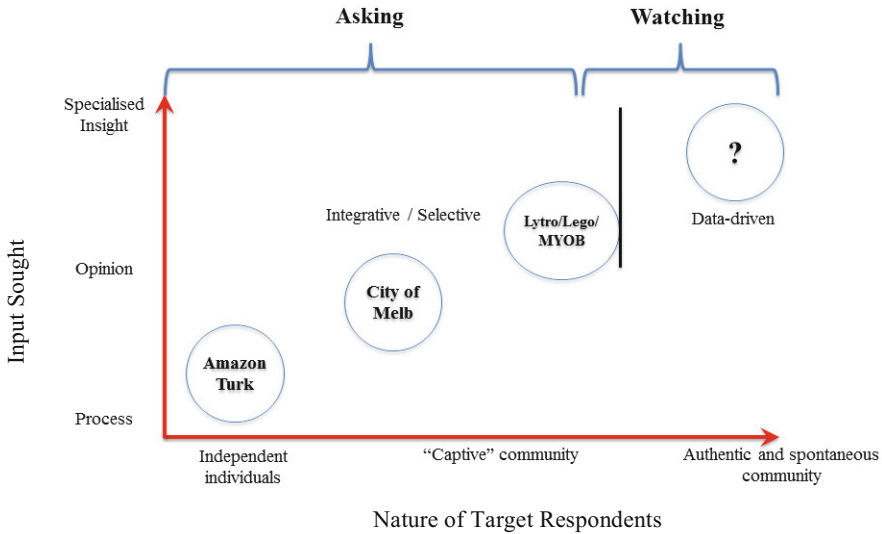 Asking
Watching
Specialised
Insight
?
Integrative / Selective
Lytro/Lego/
MYOB
Data-driven
Opinion
City of
Melb
Input Sought
Amazon
Turk
Process
Independent
individuals
“Captive” community
Authentic and spontaneous
community
Nature of Target Respondents